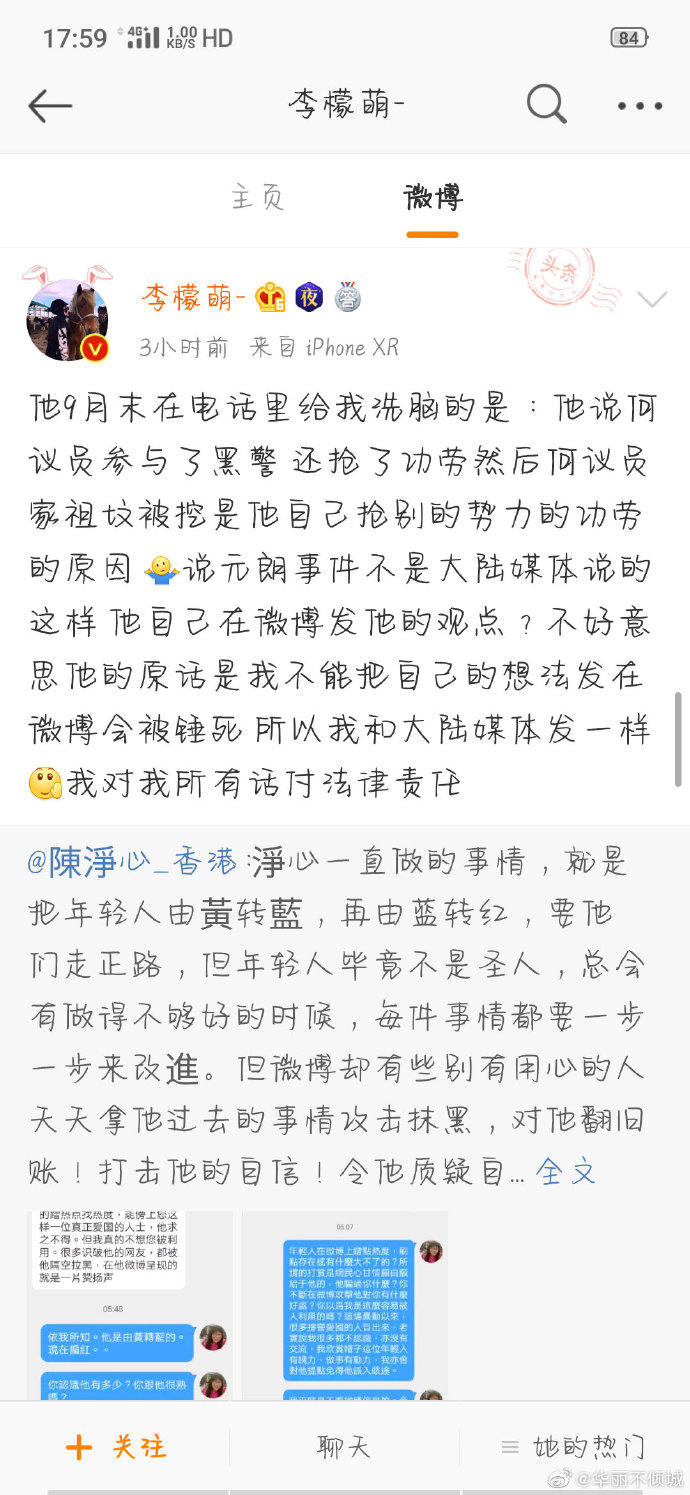 17:59 4G+ 1.00 KB/S HD 84
李檬萌-
主页 微博
头条
李檬萌- 夜 答
3小时前 来自 iPhone XR
他9月末在电话里给我洗脑的是：他说何
议员参与了黑警 还抢了功劳然后何议员
家祖坟被挖是他自己抢别的势力的功劳
的原因 说元朗事件不是大陆媒体说的
这样 他自己在微博发他的观点？不好意
思他的原话是我不能把自己的想法发在
微博会被锤死 所以我和大陆媒体发一样
我对我所有话付法律责任
@陳淨心_香港:淨心一直做的事情，就是
把年轻人由黃转藍，再由蓝转红，要他
们走正路，但年轻人毕竟不是圣人，总会
有做得不够好的时候，每件事情都要一步
一步来改進。但微博却有些别有用心的人
天天拿他过去的事情攻击抹黑，对他翻旧
账！打击他的自信！令他质疑自... 全文
的蹭热点找热度，能傍上您这
样一位真正爱国的人士，他求
之不得。但我真的不想您被利
用。很多识破他的网友，都被
他隔空拉黑，在他微博呈现的
就是一片赞扬声
05:48
依我所知。他是由黄轉藍的。
現在偏紅。。
你認識他有多少？你跟他很熟
嗎？
06:07
年輕人在微博上蹭點熱度，刷
點存在感有什麼大不了的？所
謂的打賞是網民心甘情願自願
給于他的，他騙過你什麼？你
不斷在微博攻擊他對你有什麼
好處？你以爲我是這麼容易被
人利用的嗎？這場暴動以來，
很多撐警愛國的人冒出來，老
實說我很多都不認識，亦沒有
交流，我欣賞帽子這位年輕人
有魄力，做事有動力，我亦會
對他提點免得他誤入歧途。
+ 关注 聊天 她的热门
@华丽不倾城